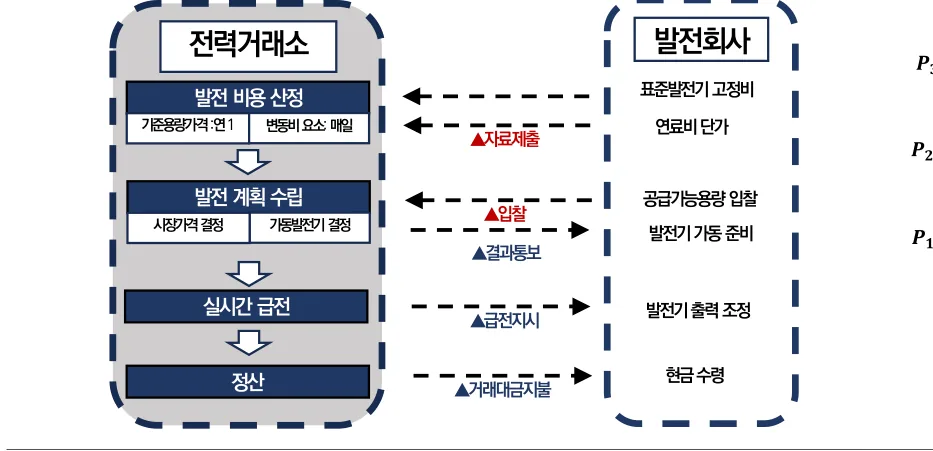 전력거래소
발전 비용 산정
기준용량가격 :연 1
변동비 요소: 매일
발전 계획 수립
시장가격 결정
가동발전기 결정
실시간 급전
정산
▲자료제출
▲입찰
▲결과통보
▲급전지시
▲거래대금지불
발전회사
표준발전기 고정비
연료비 단가
공급가능용량 입찰
발전기 가동 준비
발전기 출력 조정
현금 수령
P₃
P₂
P₁